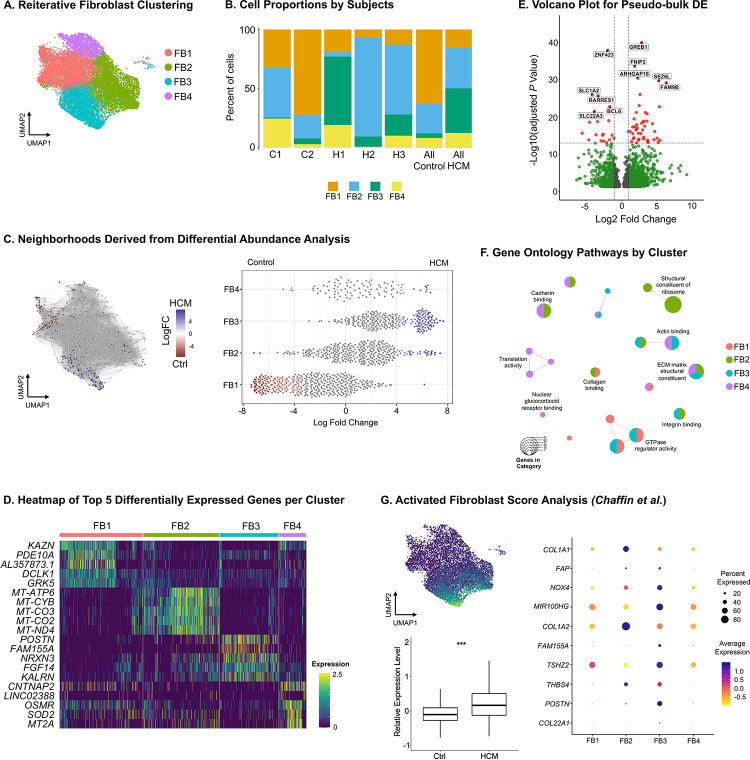 A. Reiterative Fibroblast Clustering
FB1
FB2
FB3
FB4
UMAP2
UMAP1
B. Cell Proportions by Subjects
Percent of cells
100
50
0
C1 C2 H1 H2 H3 All Control All HCM
FB1 FB2 FB3 FB4
E. Volcano Plot for Pseudo-bulk DE
-Log10(adjusted P Value)
40
30
20
10
0
GREB1
ZNF423
FNIP2
ARHGAP18
SEZ6L
FAM9B
SLC1A2
RARRES1
BCL6
SLC22A3
-5 0 5 10
Log2 Fold Change
C. Neighborhoods Derived from Differential Abundance Analysis
HCM
LogFC
4
0
-4
Ctrl
UMAP2
UMAP1
Control HCM
FB4
FB3
FB2
FB1
-8 -4 0 4 8
Log Fold Change
F. Gene Ontology Pathways by Cluster
Cadherin
binding
Structural
constituent of
ribosome
Actin binding
Translation
activity
Collagen
binding
ECM matrix
structural
constituent
Nuclear
glucocorticoid
receptor binding
Integrin binding
GTPase
regulator activity
Genes in
Category
FB1
FB2
FB3
FB4
D. Heatmap of Top 5 Differentially Expressed Genes per Cluster
FB1 FB2 FB3 FB4
KAZN
PDE10A
AL357873.1
DCLK1
GRK5
MT-ATP6
MT-CYB
MT-CO3
MT-CO2
MT-ND4
POSTN
FAM155A
NRXN3
FGF14
KALRN
CNTNAP2
LINC02388
OSMR
SOD2
MT2A
Expression
2.5
0
G. Activated Fibroblast Score Analysis (Chaffin et al.)
UMAP2
UMAP1
Relative Expression Level
***
2
1
0
-1
Ctrl HCM
COL1A1
FAP
NOX4
MIR100HG
COL1A2
FAM155A
TSHZ2
THBS4
POSTN
COL22A1
FB1 FB2 FB3 FB4
Percent
Expressed
20
40
60
80
Average
Expression
1.0
0.5
0.0
-0.5